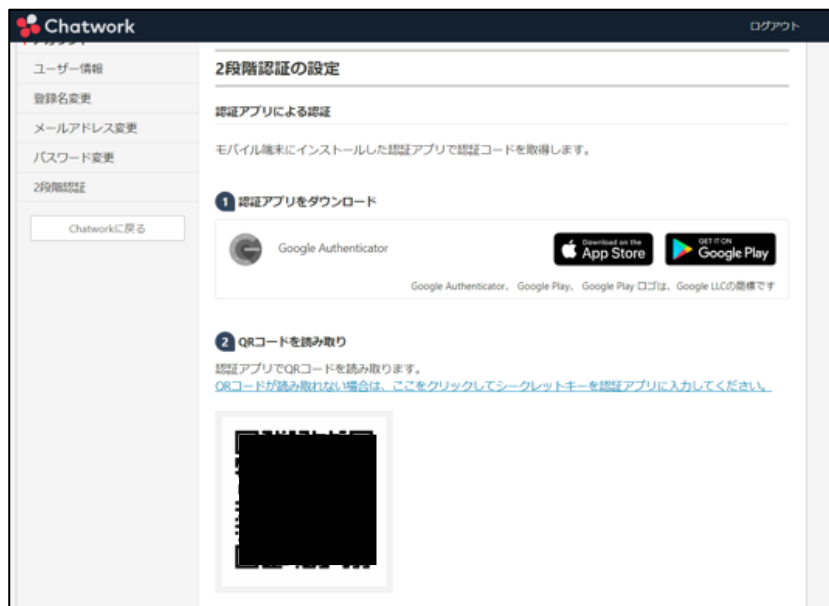 Chatwork
ログアウト
ユーザー情報
登録名変更
メールアドレス変更
パスワード変更
2段階認証
Chatworkに戻る
2段階認証の設定
認証アプリによる認証
モバイル端末にインストールした認証アプリで認証コードを取得します。
1 認証アプリをダウンロード
Google Authenticator
Download on the
App Store
GET IT ON
Google Play
Google Authenticator、 Google Play、 Google Play ロゴは、Google LLCの商標です
2 QRコードを読み取り
認証アプリでQRコードを読み取ります。
QRコードが読み取れない場合は、ここをクリックしてシークレットキーを認証アプリに入力してください。